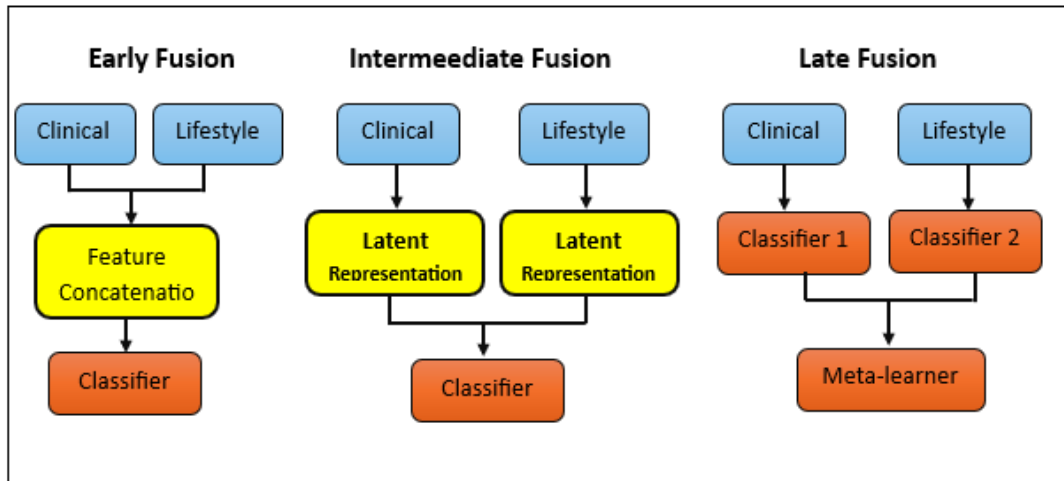 Early Fusion
Clinical
Lifestyle
Feature
Concatenatio
Classifier
Intermeediate Fusion
Clinical
Lifestyle
Latent
Representation
Latent
Representation
Classifier
Late Fusion
Clinical
Lifestyle
Classifier 1
Classifier 2
Meta-learner